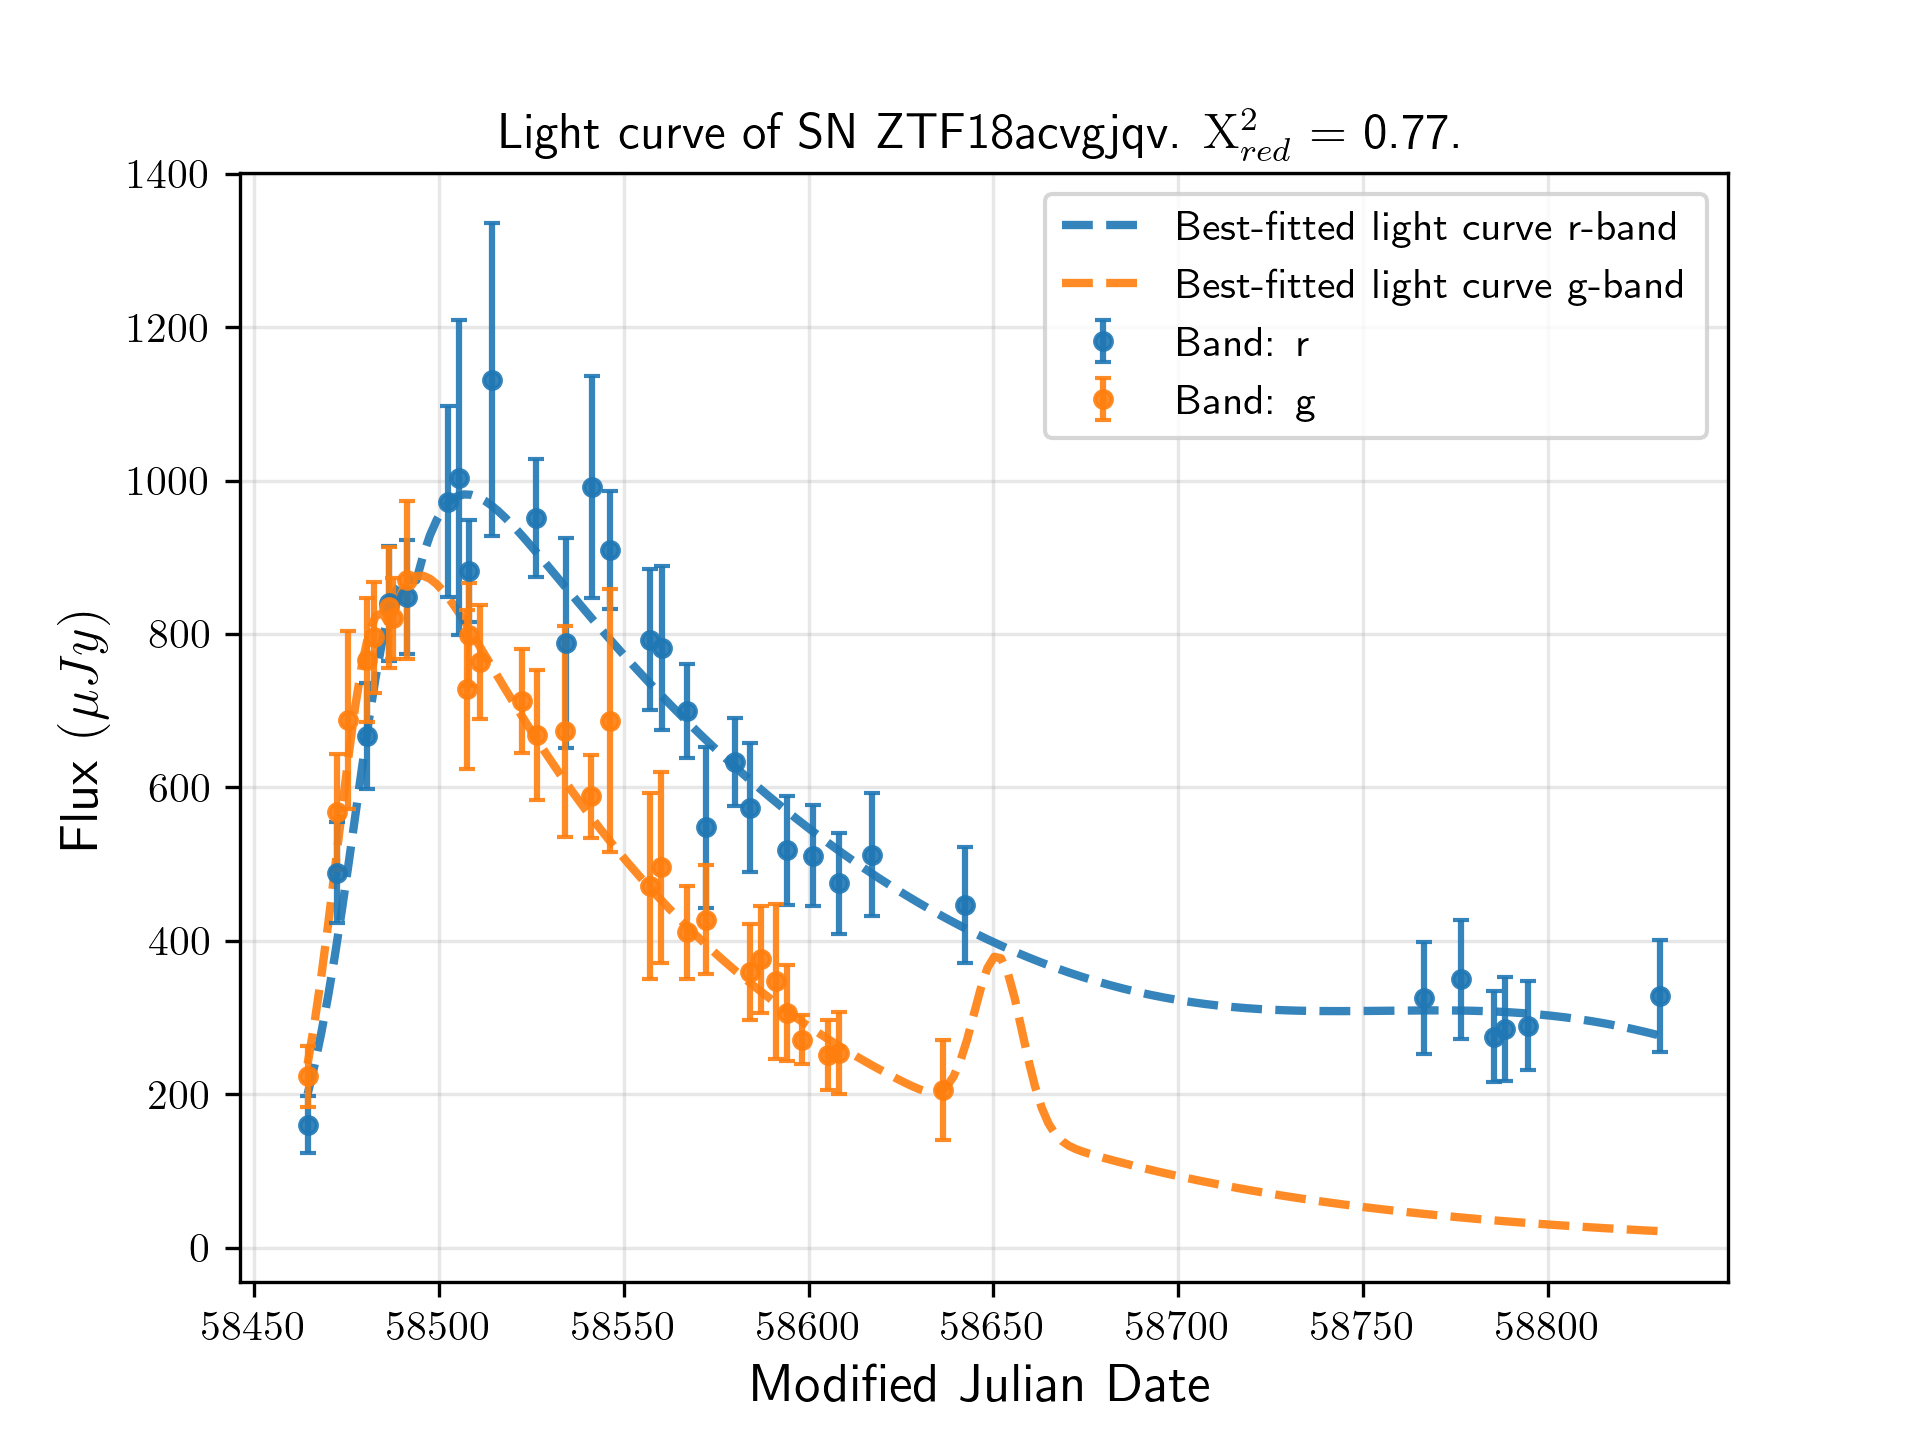 Light curve of SN ZTF18acvgjqv. X²_red = 0.77.
Flux (μJy)
1400
1200
1000
800
600
400
200
0
Best-fitted light curve r-band
Best-fitted light curve g-band
Band: r
Band: g
58450 58500 58550 58600 58650 58700 58750 58800
Modified Julian Date